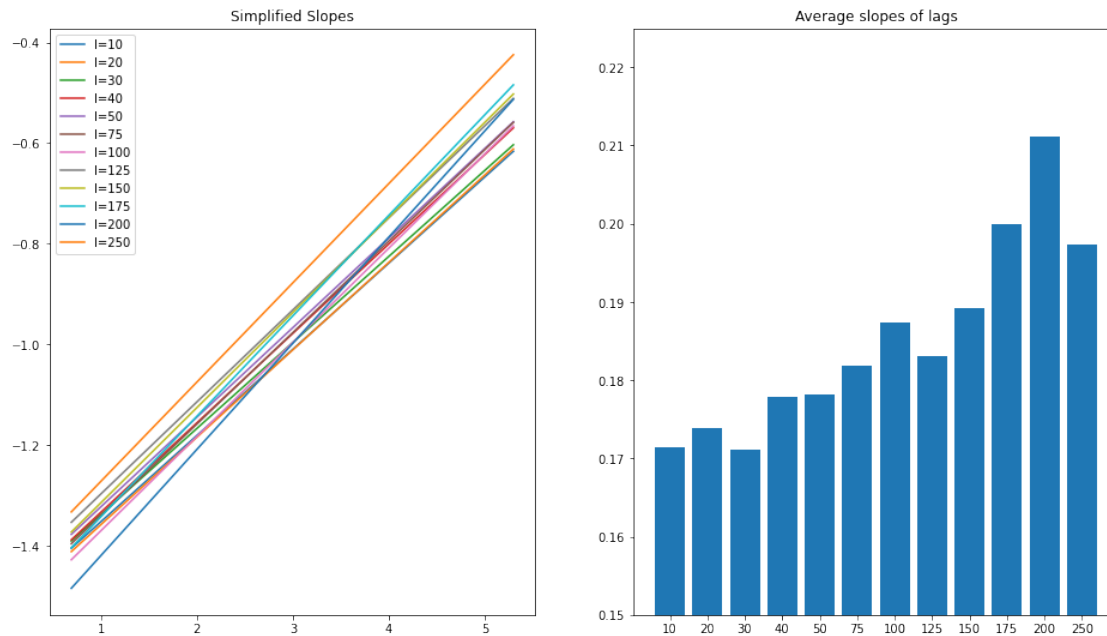 Simplified Slopes
−0.4
−0.6
−0.8
−1.0
−1.2
−1.4
l=10
l=20
l=30
l=40
l=50
l=75
l=100
l=125
l=150
l=175
l=200
l=250
1 2 3 4 5
Average slopes of lags
0.22
0.21
0.20
0.19
0.18
0.17
0.16
0.15
10 20 30 40 50 75 100 125 150 175 200 250